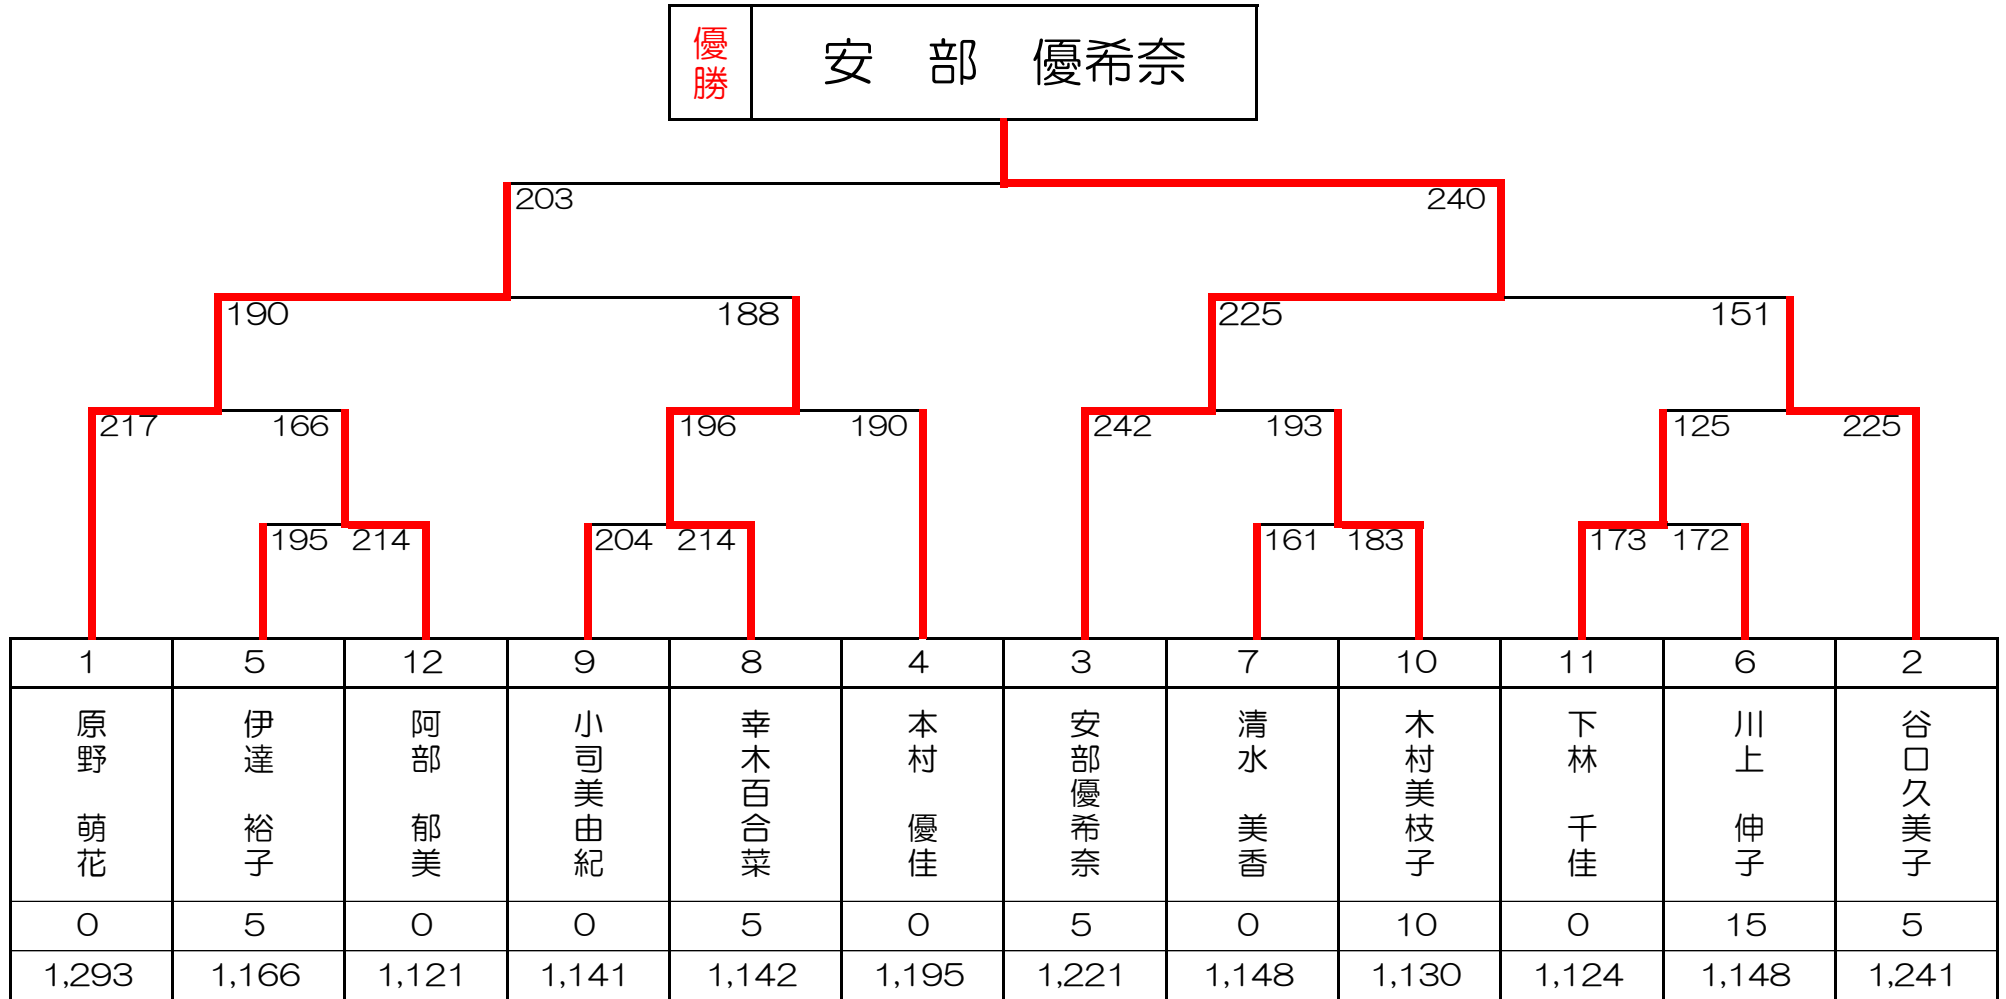 優勝 安 部 優希奈
203 240
190 188 225 151
217 166 196 190 242 193 125 225
195 214 204 214 161 183 173 172
1 5 12 9 8 4 3 7 10 11 6 2
原野 萌花
伊達 裕子
阿部 郁美
小司美由紀
幸木百合菜
本村 優佳
安部優希奈
清水 美香
木村美枝子
下林 千佳
川上 伸子
谷口久美子
0 5 0 0 5 0 5 0 10 0 15 5
1,293 1,166 1,121 1,141 1,142 1,195 1,221 1,148 1,130 1,124 1,148 1,241